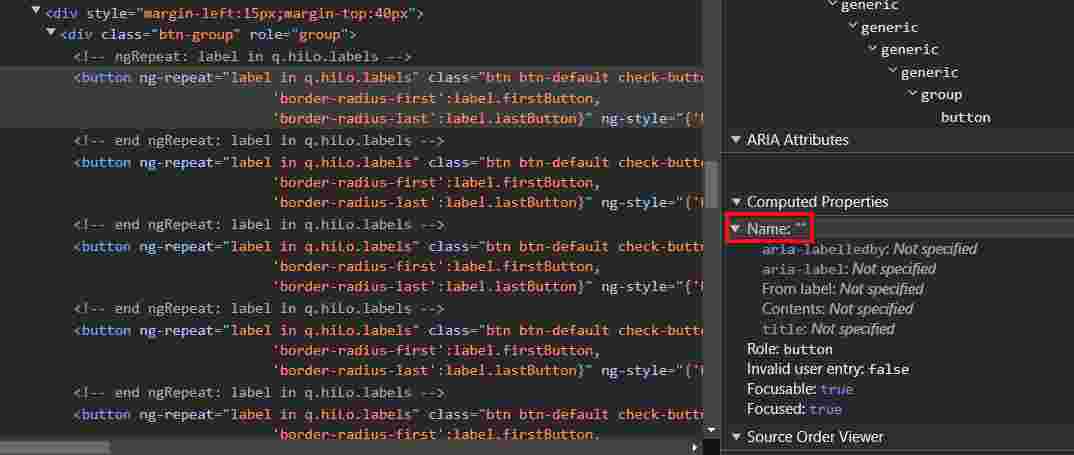 <div style="margin-left:15px;margin-top:40px">
<div class="btn-group" role="group">
<!-- ngRepeat: label in q.hiLo.labels -->
<button ng-repeat="label in q.hiLo.labels" class="btn btn-default check-butto
'border-radius-first':label.firstButton,
'border-radius-last':label.lastButton}" ng-style="{'
<!-- end ngRepeat: label in q.hiLo.labels -->
<button ng-repeat="label in q.hiLo.labels" class="btn btn-default check-butto
'border-radius-first':label.firstButton,
'border-radius-last':label.lastButton}" ng-style="{'
<!-- end ngRepeat: label in q.hiLo.labels -->
<button ng-repeat="label in q.hiLo.labels" class="btn btn-default check-butto
'border-radius-first':label.firstButton,
'border-radius-last':label.lastButton}" ng-style="{'
<!-- end ngRepeat: label in q.hiLo.labels -->
<button ng-repeat="label in q.hiLo.labels" class="btn btn-default check-butto
'border-radius-first':label.firstButton,
'border-radius-last':label.lastButton}" ng-style="{'
<!-- end ngRepeat: label in q.hiLo.labels -->
<button ng-repeat="label in q.hiLo.labels" class="btn btn-default check-butto
'border-radius-first':label.firstButton,
generic
generic
generic
generic
group
button
ARIA Attributes
Computed Properties
Name: ""
aria-labelledby: Not specified
aria-label: Not specified
From label: Not specified
Contents: Not specified
title: Not specified
Role: button
Invalid user entry: false
Focusable: true
Focused: true
Source Order Viewer